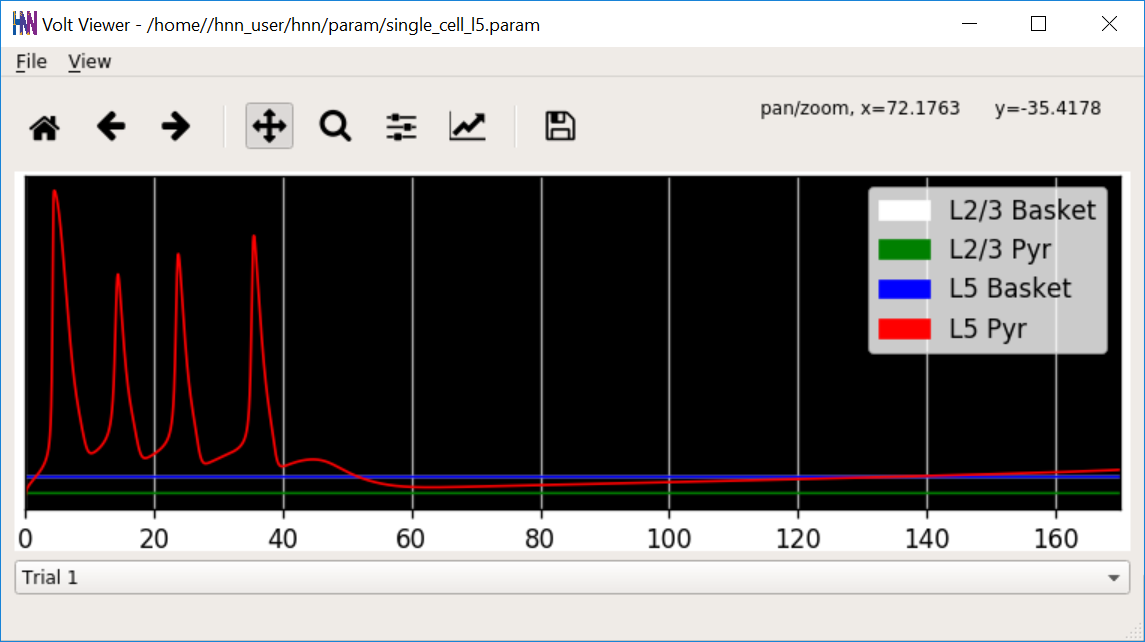 HNN Volt Viewer - /home//hnn_user/hnn/param/single_cell_l5.param
File View
pan/zoom, x=72.1763 y=-35.4178
L2/3 Basket
L2/3 Pyr
L5 Basket
L5 Pyr
0 20 40 60 80 100 120 140 160
Trial 1